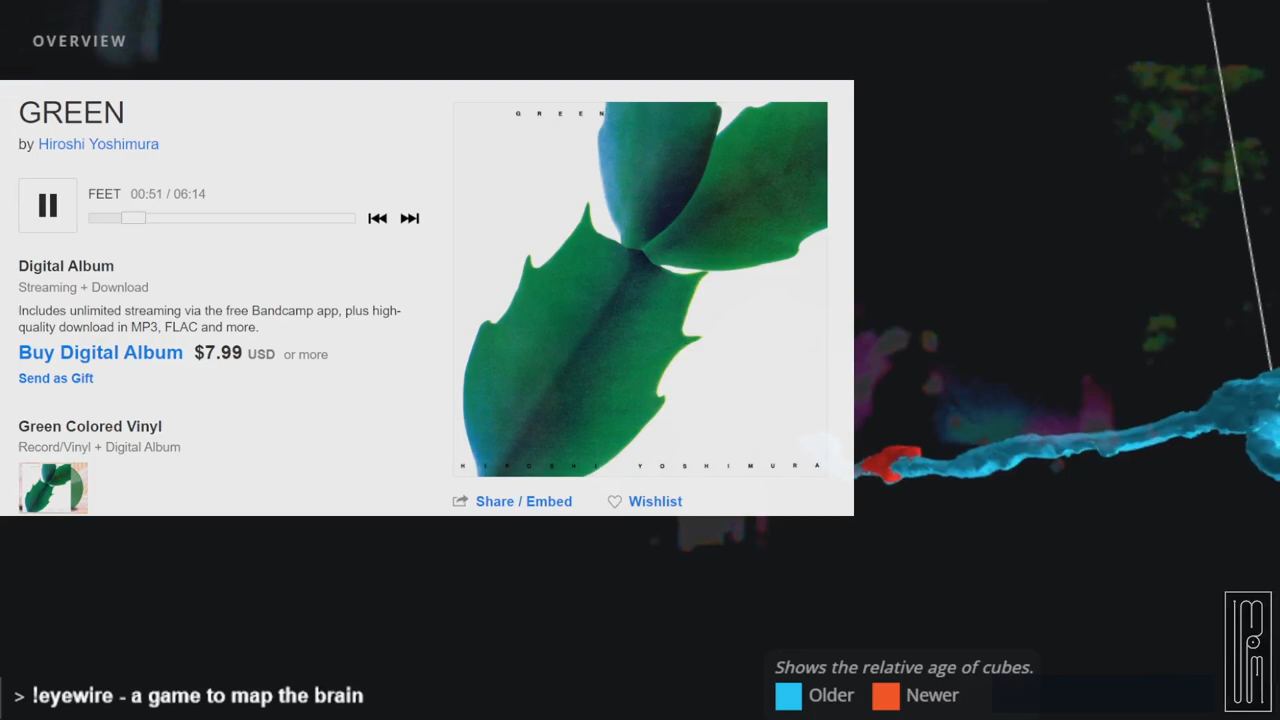 OVERVIEW
GREEN
by Hiroshi Yoshimura
FEET 00:51 / 06:14
Digital Album
Streaming + Download
Includes unlimited streaming via the free Bandcamp app, plus high-
quality download in MP3, FLAC and more.
Buy Digital Album $7.99 USD or more
Send as Gift
Green Colored Vinyl
Record/Vinyl + Digital Album
GREEN
HIROSHI YOSHIMURA
Share / Embed Wishlist
Shows the relative age of cubes.
Older Newer
> !eyewire - a game to map the brain